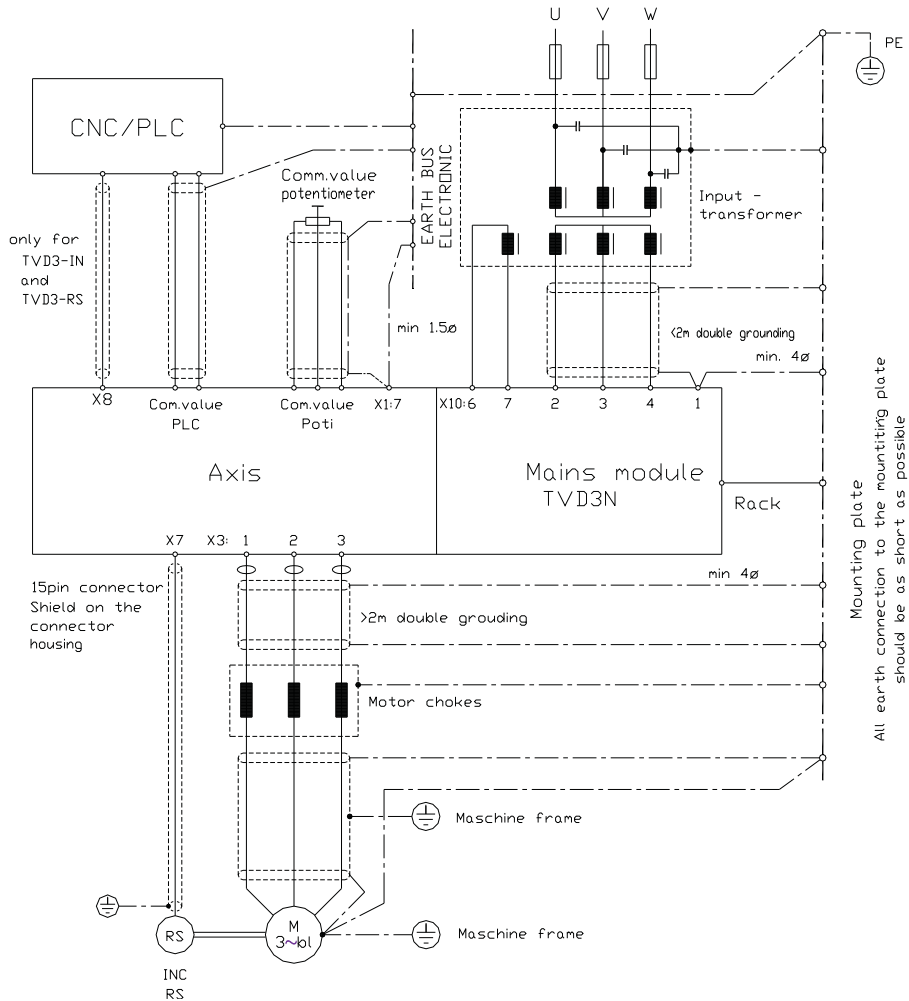 U V W
PE
CNC/PLC
EARTH BUS
ELECTRONIC
Comm.value
potentiometer
Input -
transformer
only for
TVD3-IN
and
TVD3-RS
min 1.5ø
<2m double grounding
min. 4ø
X8
Com.value
PLC
Com.value
Poti
X1:7
X10:6 7 2 3 4 1
Axis
Mains module
TVD3N
Rack
X7 X3: 1 2 3
min 4ø
15pin connector
Shield on the
connector
housing
>2m double grouding
Motor chokes
Mounting plate
All earth connection to the mountiting plate
should be as short as possible
Maschine frame
RS
M
3~bl
Maschine frame
INC
RS